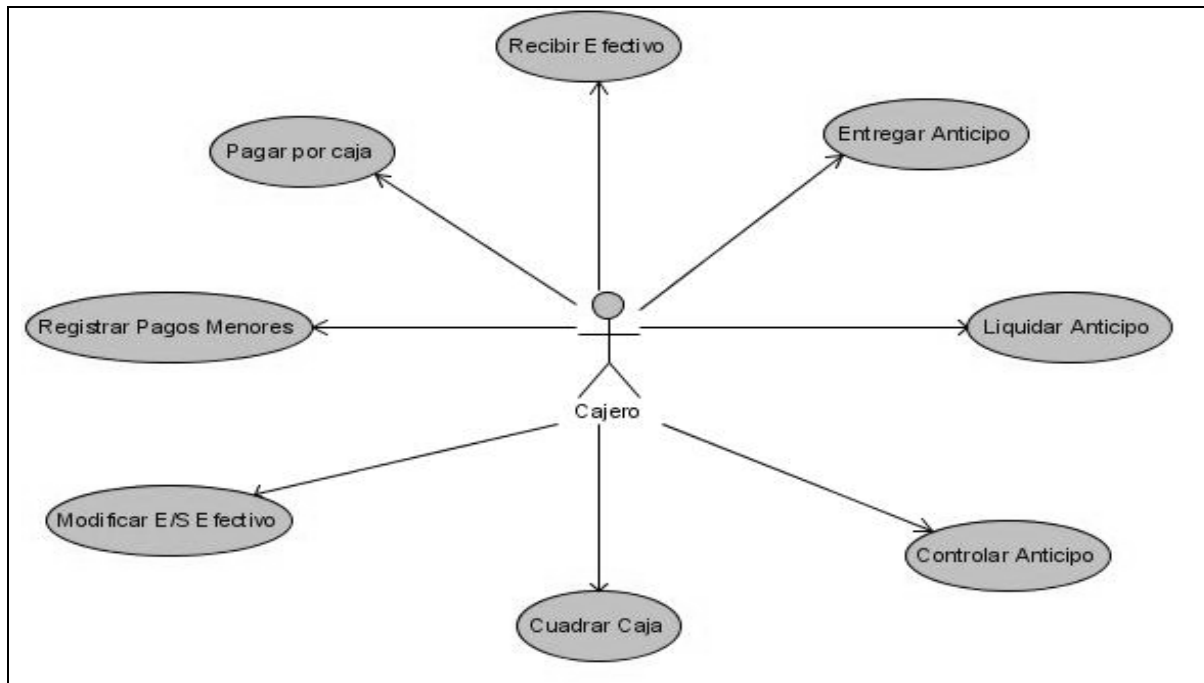 Recibir Efectivo
Entregar Anticipo
Pagar por caja
Registrar Pagos Menores
Liquidar Anticipo
Cajero
Modificar E/S Efectivo
Controlar Anticipo
Cuadrar Caja